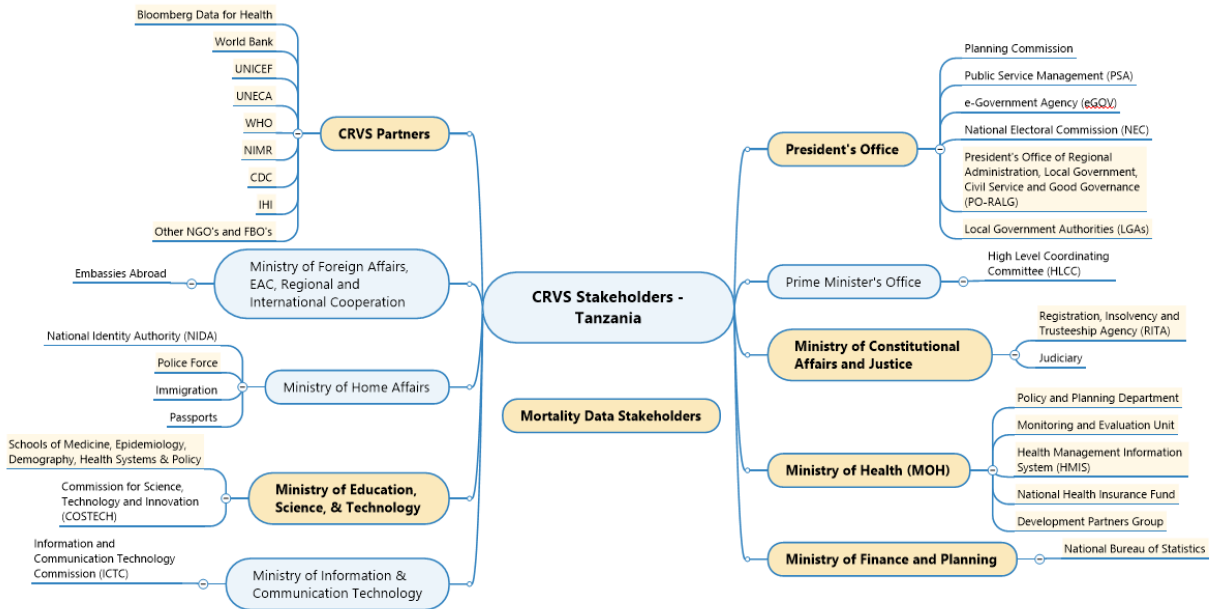 Bloomberg Data for Health
World Bank
UNICEF
UNECA
WHO
NIMR
CDC
IHI
Other NGO's and FBO's
CRVS Partners
Embassies Abroad
Ministry of Foreign Affairs,
EAC, Regional and
International Cooperation
National Identity Authority (NIDA)
Police Force
Immigration
Passports
Ministry of Home Affairs
Schools of Medicine, Epidemiology,
Demography, Health Systems & Policy
Commission for Science,
Technology and Innovation
(COSTECH)
Ministry of Education,
Science, & Technology
Information and
Communication Technology
Commission (ICTC)
Ministry of Information &
Communication Technology
CRVS Stakeholders -
Tanzania
Mortality Data Stakeholders
President's Office
Planning Commission
Public Service Management (PSA)
e-Government Agency (eGOV)
National Electoral Commission (NEC)
President's Office of Regional
Administration, Local Government,
Civil Service and Good Governance
(PO-RALG)
Local Government Authorities (LGAs)
Prime Minister's Office
High Level Coordinating
Committee (HLCC)
Ministry of Constitutional
Affairs and Justice
Registration, Insolvency and
Trusteeship Agency (RITA)
Judiciary
Ministry of Health (MOH)
Policy and Planning Department
Monitoring and Evaluation Unit
Health Management Information
System (HMIS)
National Health Insurance Fund
Development Partners Group
Ministry of Finance and Planning
National Bureau of Statistics